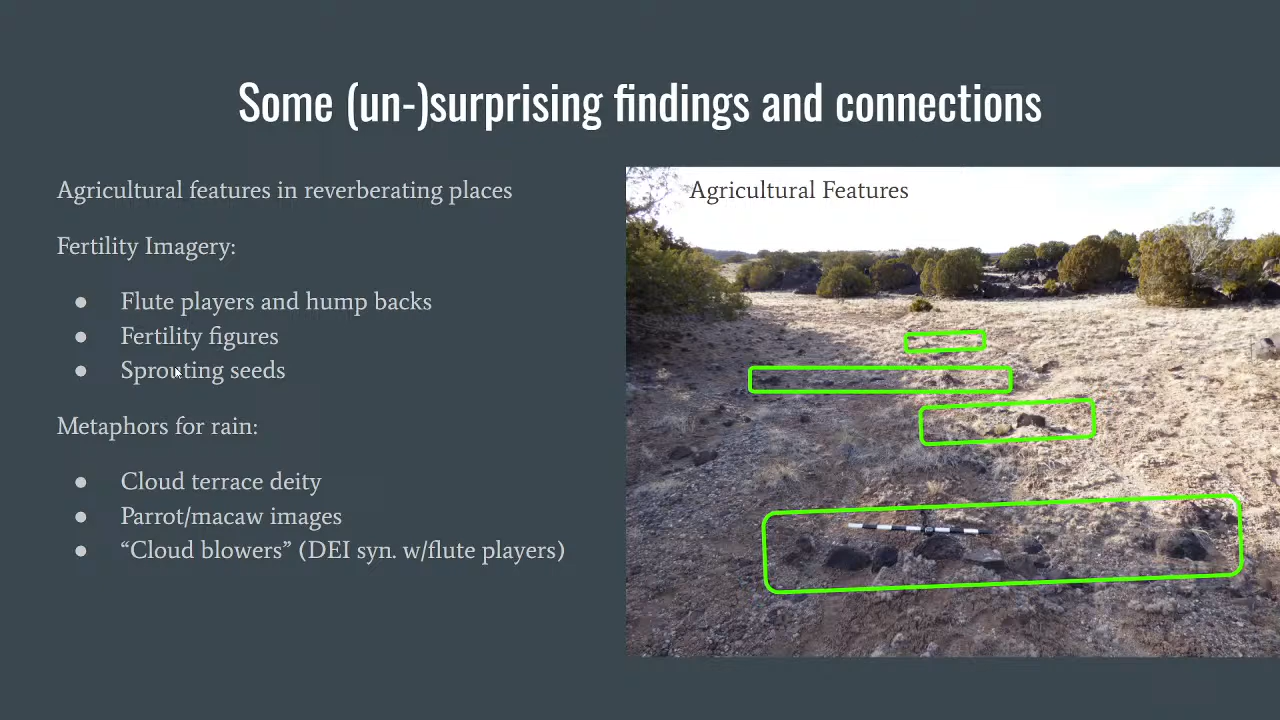 Some (un-)surprising findings and connections
Agricultural features in reverberating places
Fertility Imagery:
● Flute players and hump backs
● Fertility figures
● Sprouting seeds
Metaphors for rain:
● Cloud terrace deity
● Parrot/macaw images
● “Cloud blowers” (DEI syn. w/flute players)
Agricultural Features